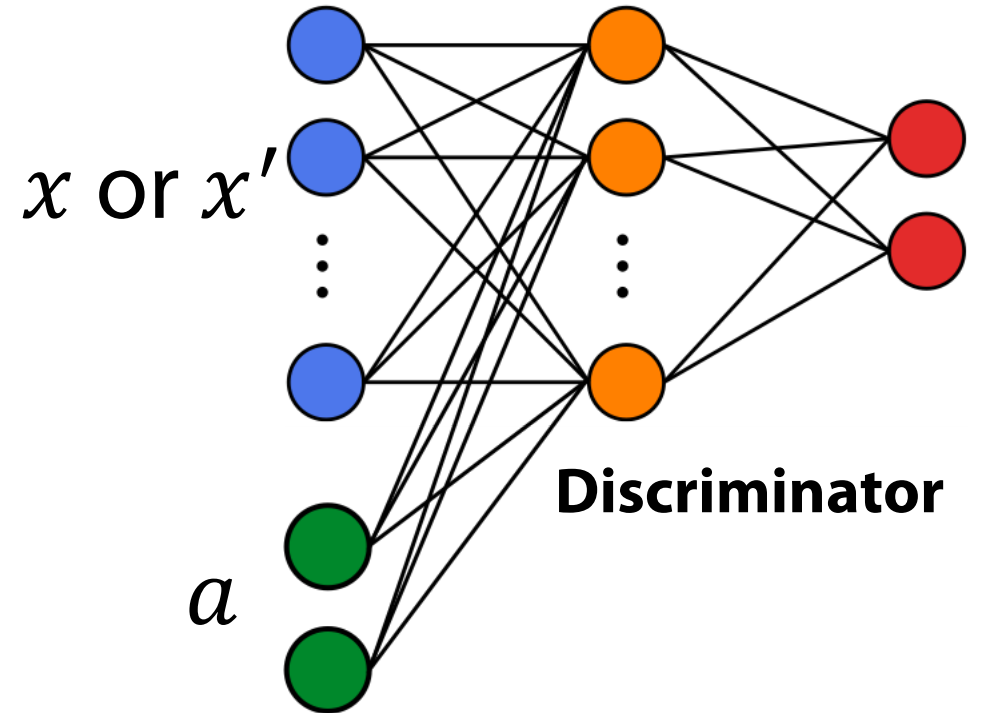 x or x′
Discriminator
a